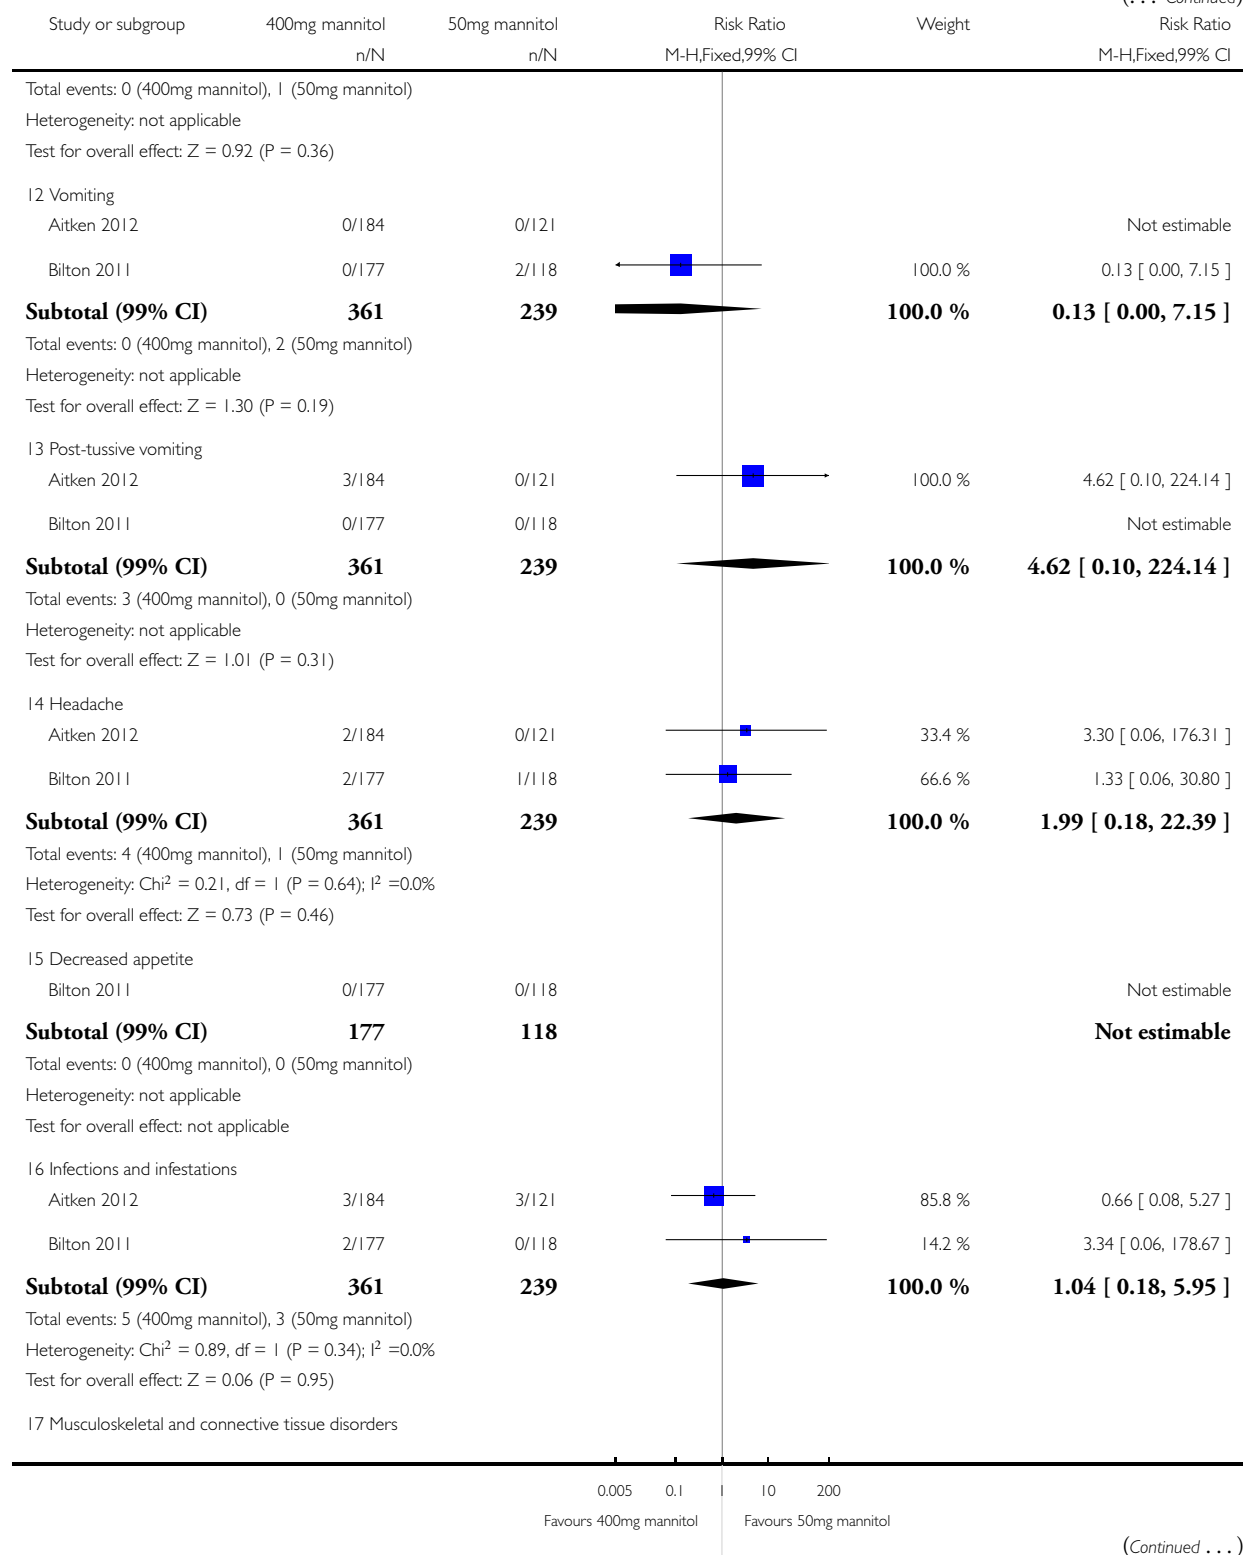 (. . . Continued)
Study or subgroup 400mg mannitol 50mg mannitol Risk Ratio Weight Risk Ratio
n/N n/N M-H,Fixed,99% CI M-H,Fixed,99% CI
Total events: 0 (400mg mannitol), 1 (50mg mannitol)
Heterogeneity: not applicable
Test for overall effect: Z = 0.92 (P = 0.36)
12 Vomiting
Aitken 2012 0/184 0/121 Not estimable
Bilton 2011 0/177 2/118 100.0 % 0.13 [ 0.00, 7.15 ]
Subtotal (99% CI) 361 239 100.0 % 0.13 [ 0.00, 7.15 ]
Total events: 0 (400mg mannitol), 2 (50mg mannitol)
Heterogeneity: not applicable
Test for overall effect: Z = 1.30 (P = 0.19)
13 Post-tussive vomiting
Aitken 2012 3/184 0/121 100.0 % 4.62 [ 0.10, 224.14 ]
Bilton 2011 0/177 0/118 Not estimable
Subtotal (99% CI) 361 239 100.0 % 4.62 [ 0.10, 224.14 ]
Total events: 3 (400mg mannitol), 0 (50mg mannitol)
Heterogeneity: not applicable
Test for overall effect: Z = 1.01 (P = 0.31)
14 Headache
Aitken 2012 2/184 0/121 33.4 % 3.30 [ 0.06, 176.31 ]
Bilton 2011 2/177 1/118 66.6 % 1.33 [ 0.06, 30.80 ]
Subtotal (99% CI) 361 239 100.0 % 1.99 [ 0.18, 22.39 ]
Total events: 4 (400mg mannitol), 1 (50mg mannitol)
Heterogeneity: Chi² = 0.21, df = 1 (P = 0.64); I² =0.0%
Test for overall effect: Z = 0.73 (P = 0.46)
15 Decreased appetite
Bilton 2011 0/177 0/118 Not estimable
Subtotal (99% CI) 177 118 Not estimable
Total events: 0 (400mg mannitol), 0 (50mg mannitol)
Heterogeneity: not applicable
Test for overall effect: not applicable
16 Infections and infestations
Aitken 2012 3/184 3/121 85.8 % 0.66 [ 0.08, 5.27 ]
Bilton 2011 2/177 0/118 14.2 % 3.34 [ 0.06, 178.67 ]
Subtotal (99% CI) 361 239 100.0 % 1.04 [ 0.18, 5.95 ]
Total events: 5 (400mg mannitol), 3 (50mg mannitol)
Heterogeneity: Chi² = 0.89, df = 1 (P = 0.34); I² =0.0%
Test for overall effect: Z = 0.06 (P = 0.95)
17 Musculoskeletal and connective tissue disorders
0.005 0.1 1 10 200
Favours 400mg mannitol Favours 50mg mannitol
(Continued . . . )